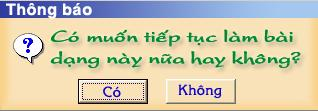 Thông báo
Có muốn tiếp tục làm bài
dạng này nữa hay không?
Có
Không